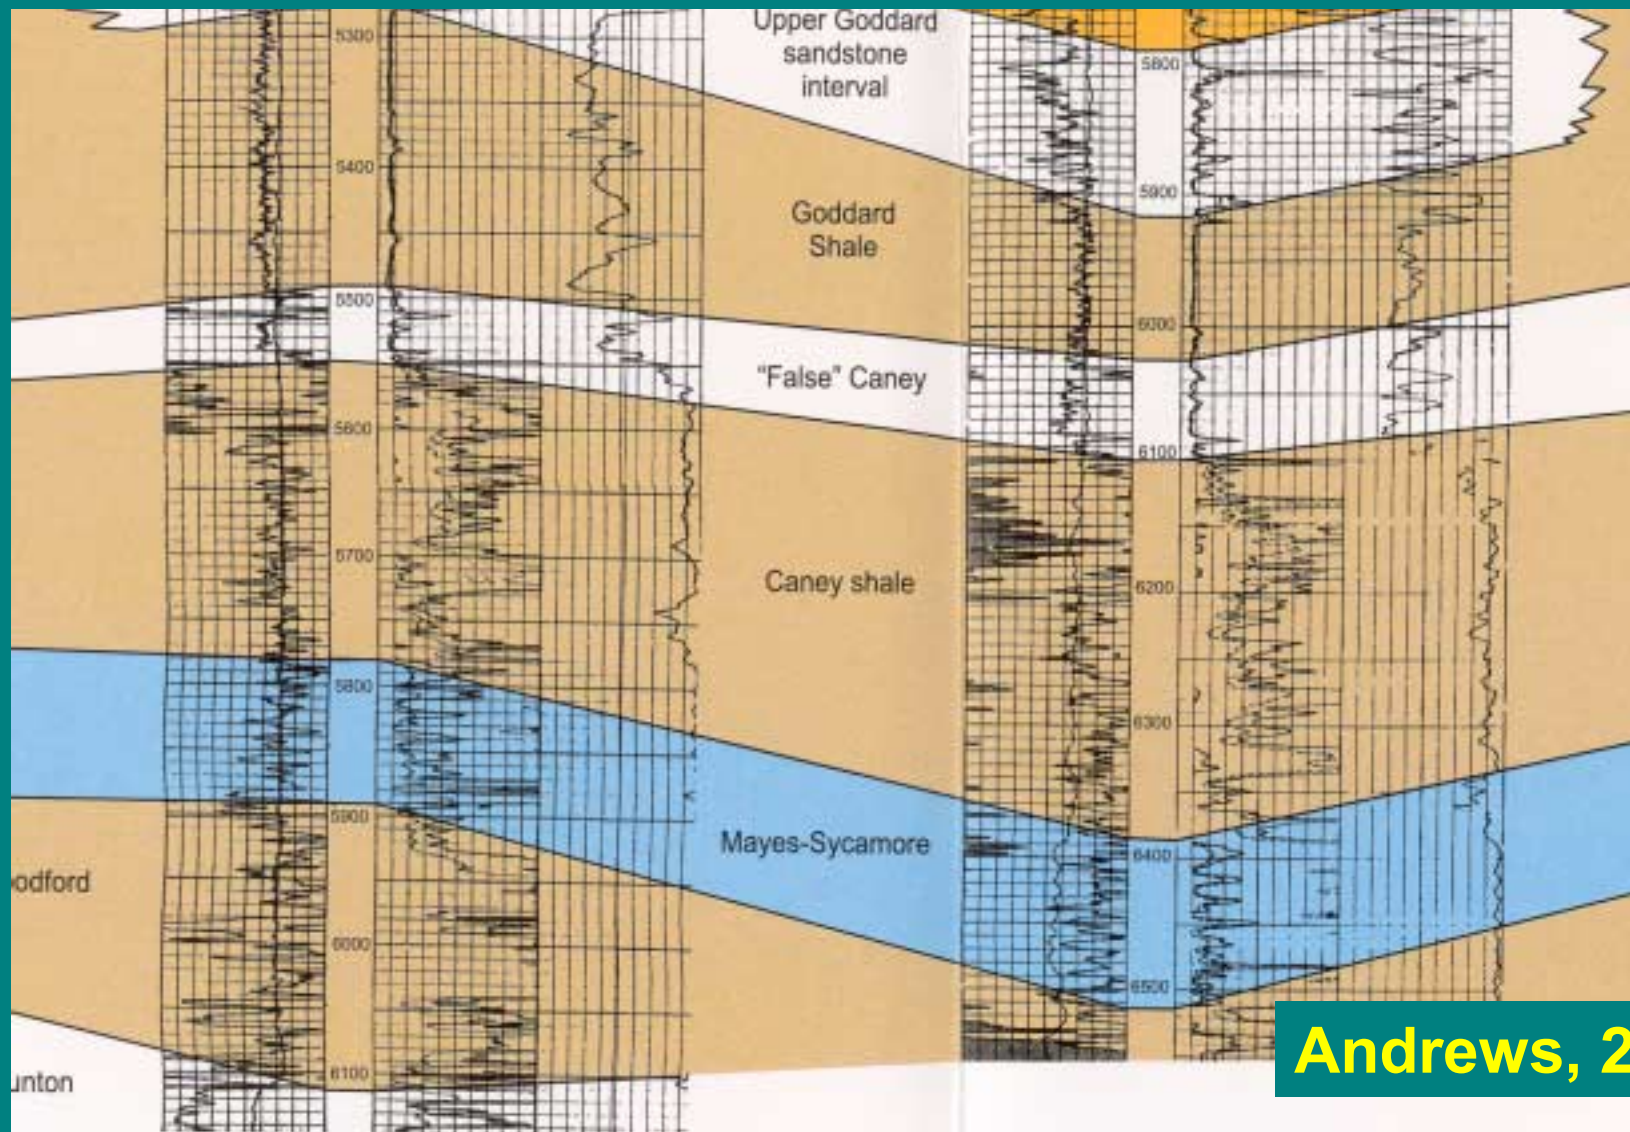 Upper Goddard
sandstone
interval
5300
5800
5400
5900
Goddard
Shale
5500
6000
"False" Caney
5600
6100
5700
Caney shale
6200
5800
6300
5900
Mayes-Sycamore
6400
odford
6000
6500
Andrews, 2
6100
unton